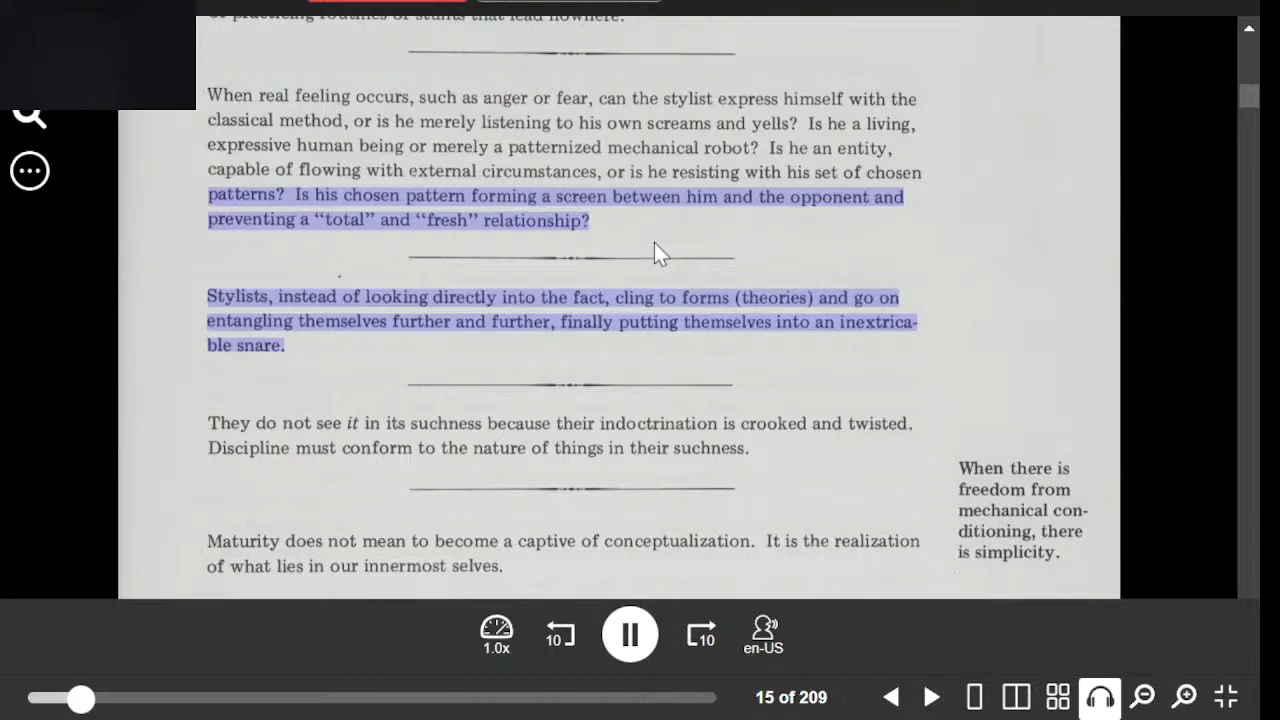 of practicing routines or stunts that lead nowhere.
When real feeling occurs, such as anger or fear, can the stylist express himself with the
classical method, or is he merely listening to his own screams and yells? Is he a living,
expressive human being or merely a patternized mechanical robot? Is he an entity,
capable of flowing with external circumstances, or is he resisting with his set of chosen
patterns? Is his chosen pattern forming a screen between him and the opponent and
preventing a “total” and “fresh” relationship?
Stylists, instead of looking directly into the fact, cling to forms (theories) and go on
entangling themselves further and further, finally putting themselves into an inextrica-
ble snare.
They do not see it in its suchness because their indoctrination is crooked and twisted.
Discipline must conform to the nature of things in their suchness.
When there is
freedom from
mechanical con-
ditioning, there
is simplicity.
Maturity does not mean to become a captive of conceptualization. It is the realization
of what lies in our innermost selves.
1.0x
10
10
en-US
15 of 209